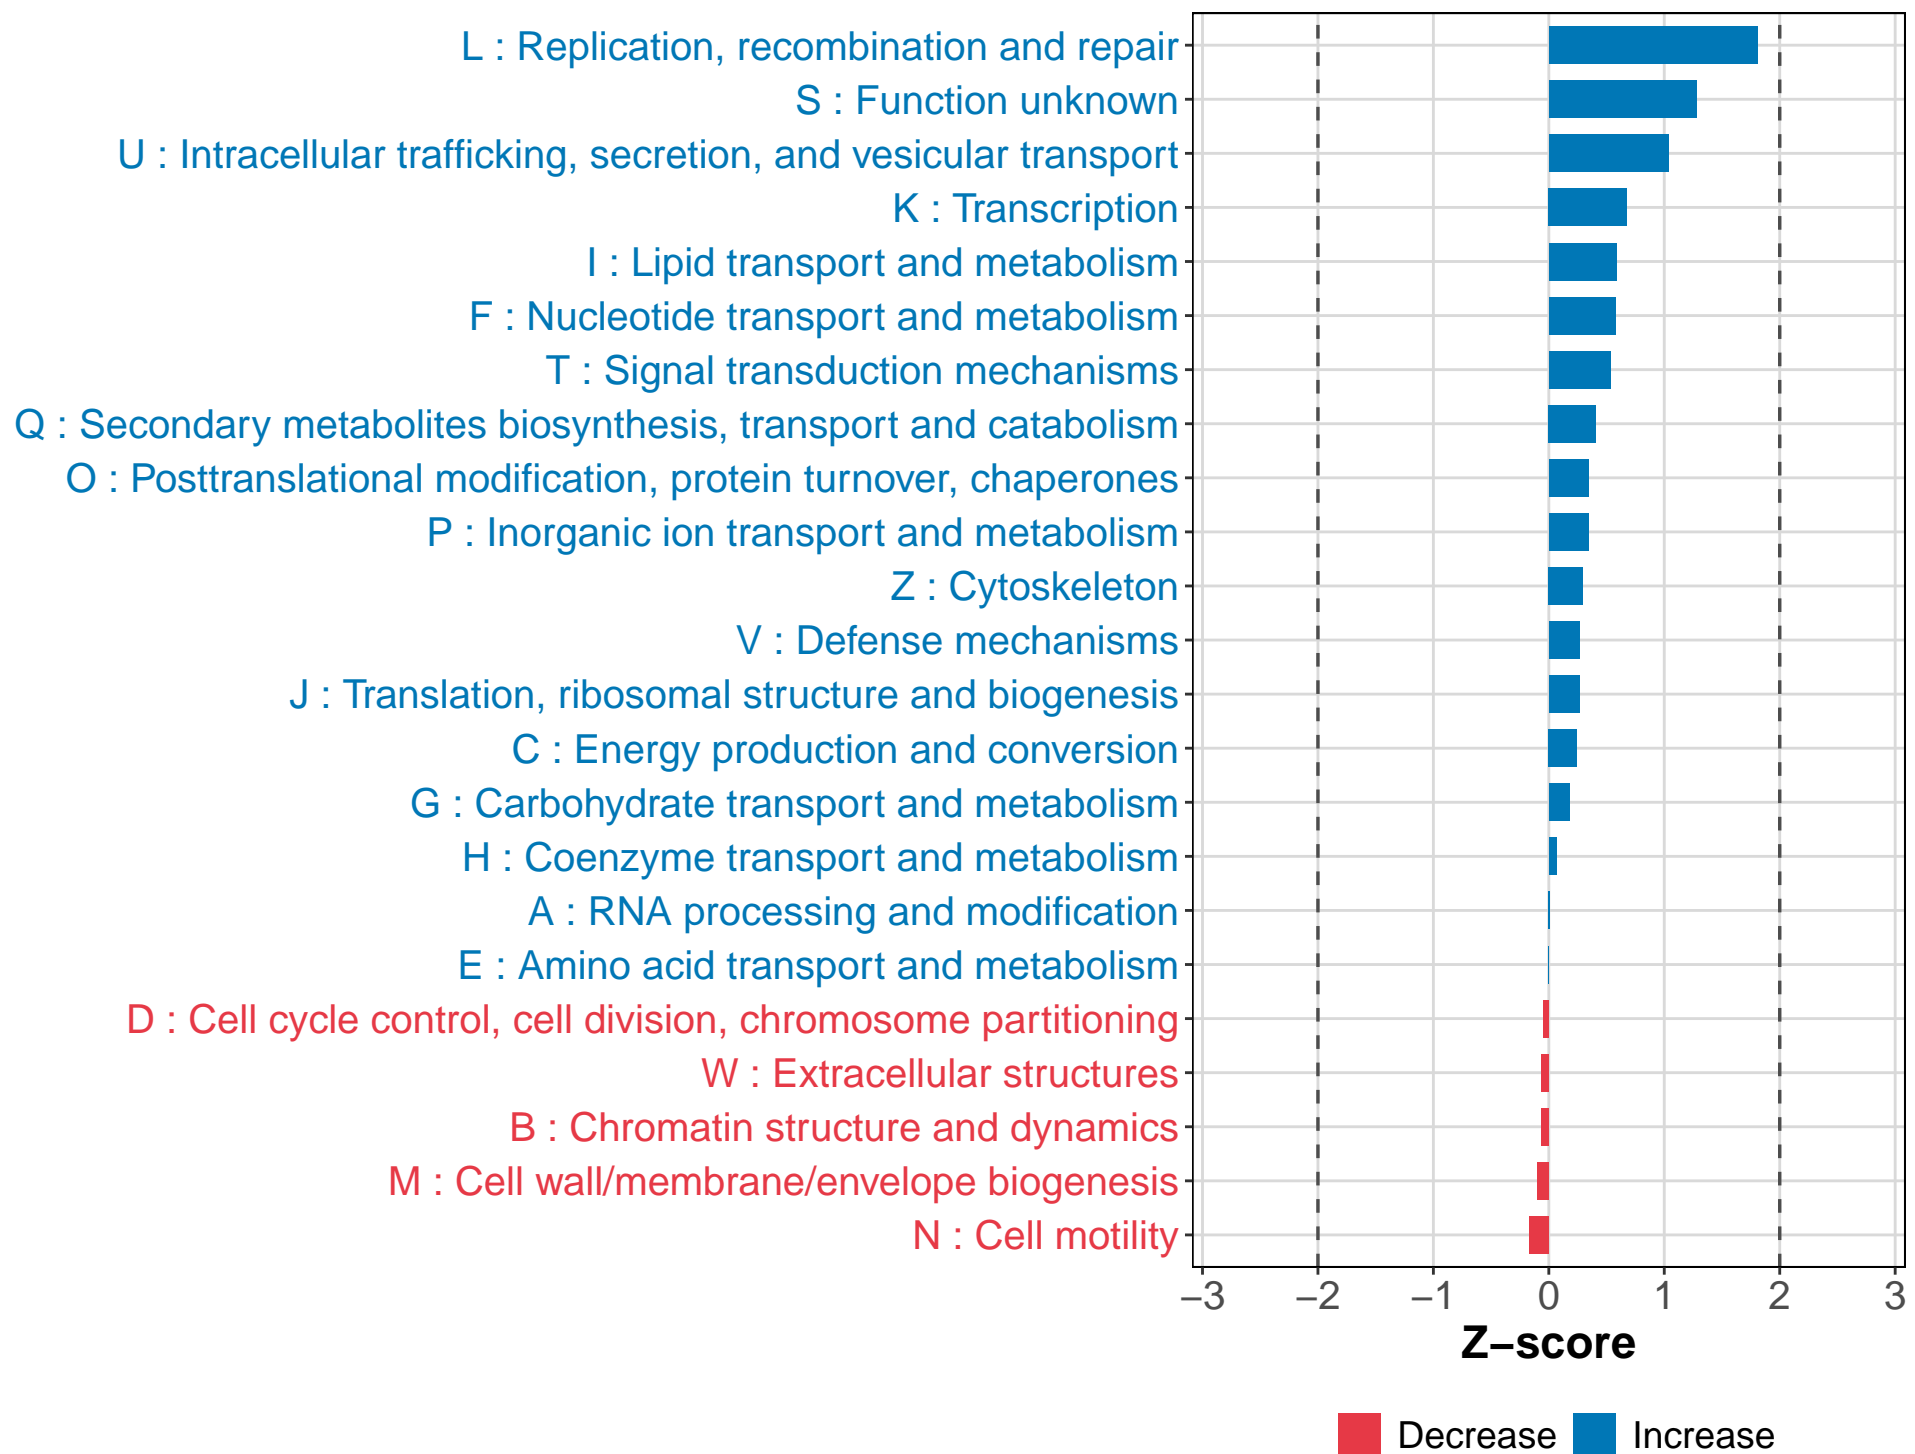 L : Replication, recombination and repair
S : Function unknown
U : Intracellular trafficking, secretion, and vesicular transport
K : Transcription
I : Lipid transport and metabolism
F : Nucleotide transport and metabolism
T : Signal transduction mechanisms
Q : Secondary metabolites biosynthesis, transport and catabolism
O : Posttranslational modification, protein turnover, chaperones
P : Inorganic ion transport and metabolism
Z : Cytoskeleton
V : Defense mechanisms
J : Translation, ribosomal structure and biogenesis
C : Energy production and conversion
G : Carbohydrate transport and metabolism
H : Coenzyme transport and metabolism
A : RNA processing and modification
E : Amino acid transport and metabolism
D : Cell cycle control, cell division, chromosome partitioning
W : Extracellular structures
B : Chromatin structure and dynamics
M : Cell wall/membrane/envelope biogenesis
N : Cell motility
−3 −2 −1 0 1 2 3
Z−score
Decrease Increase